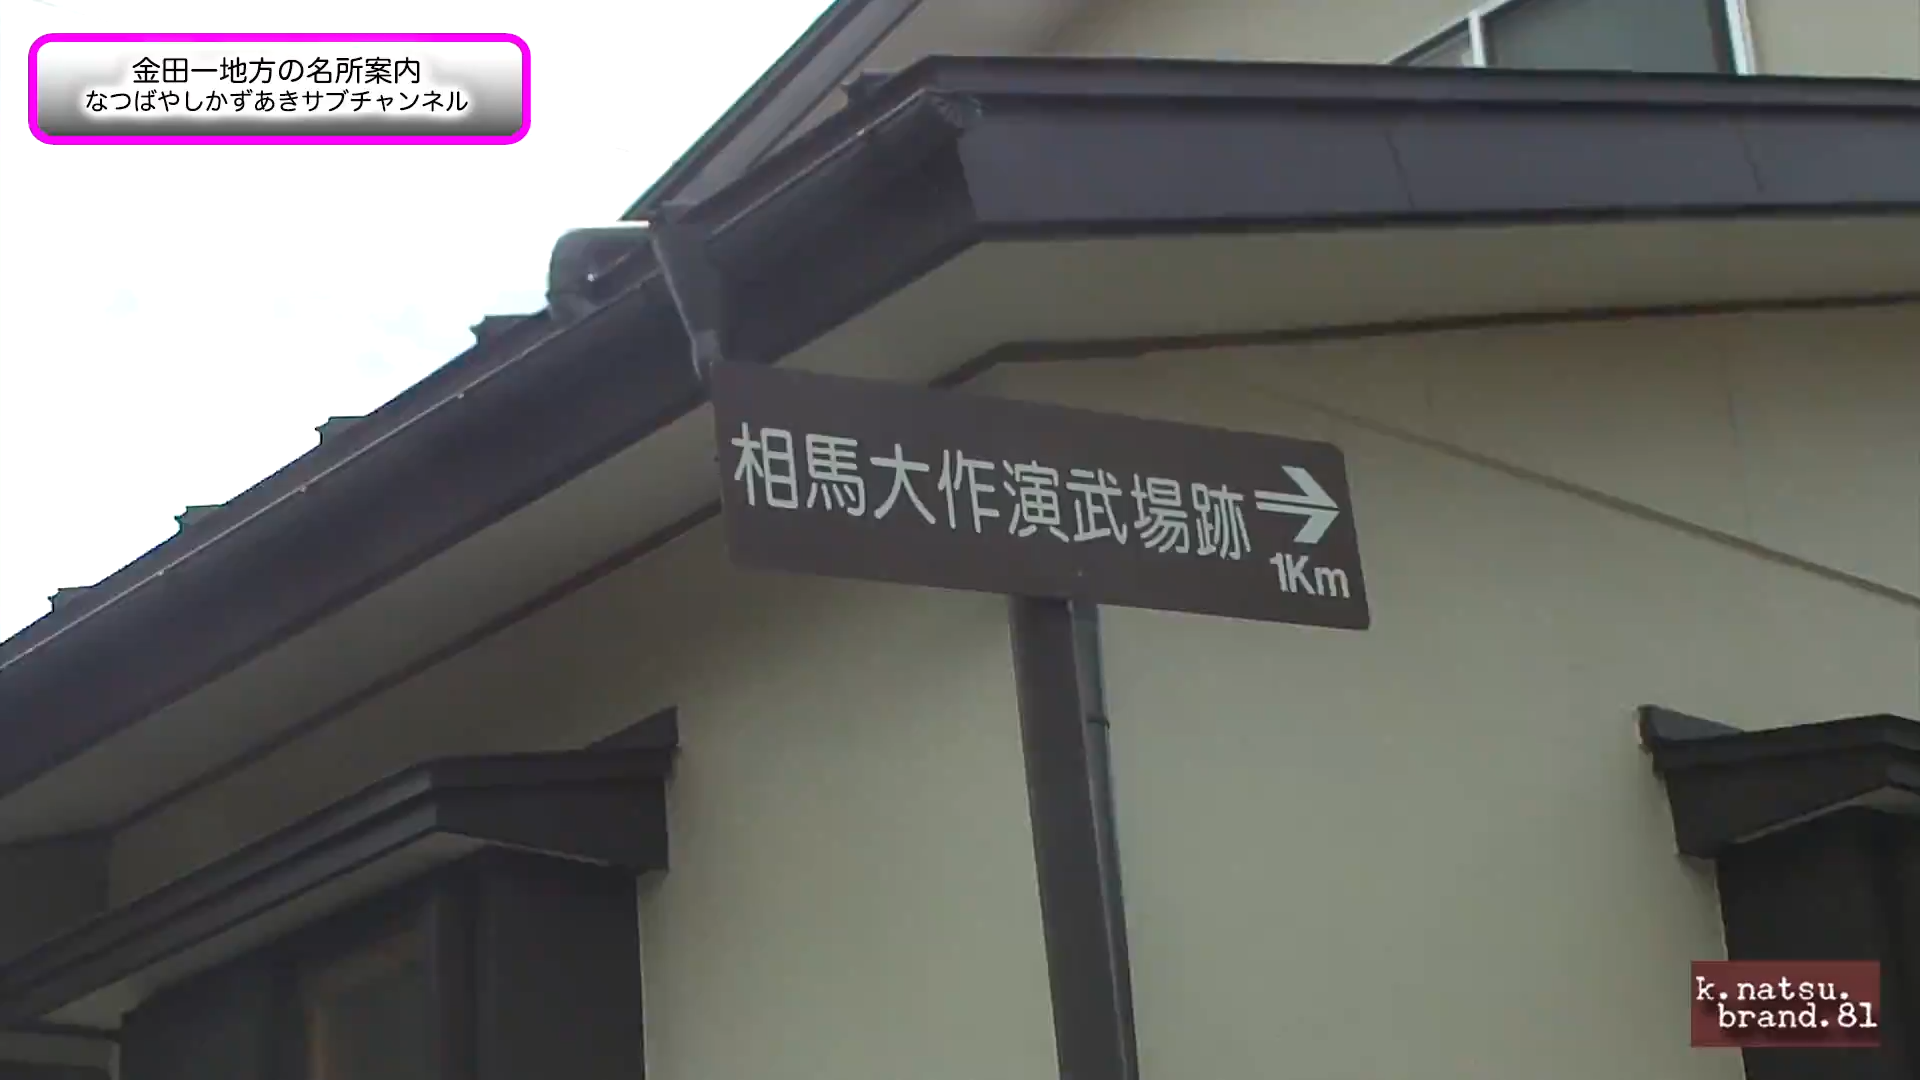 金田一地方の名所案内
なつばやしかずあきサブチャンネル
相馬大作演武場跡→
1Km
k.natsu.
brand.81